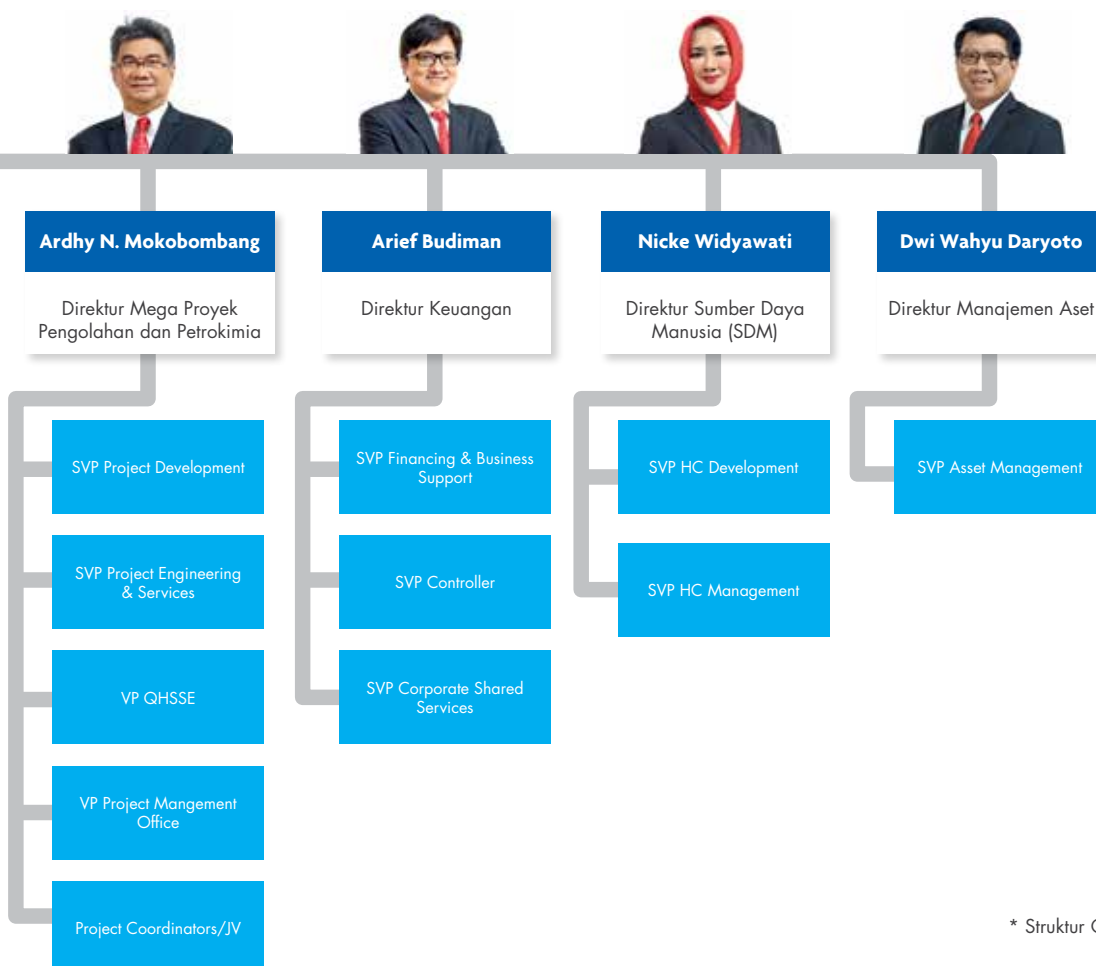 Ardhy N. Mokobombang
Direktur Mega Proyek
Pengolahan dan Petrokimia
SVP Project Development
SVP Project Engineering
& Services
VP QHSSE
VP Project Mangement
Office
Project Coordinators/JV
Arief Budiman
Direktur Keuangan
SVP Financing & Business
Support
SVP Controller
SVP Corporate Shared
Services
Nicke Widyawati
Direktur Sumber Daya
Manusia (SDM)
SVP HC Development
SVP HC Management
Dwi Wahyu Daryoto
Direktur Manajemen Aset
SVP Asset Management
* Struktur